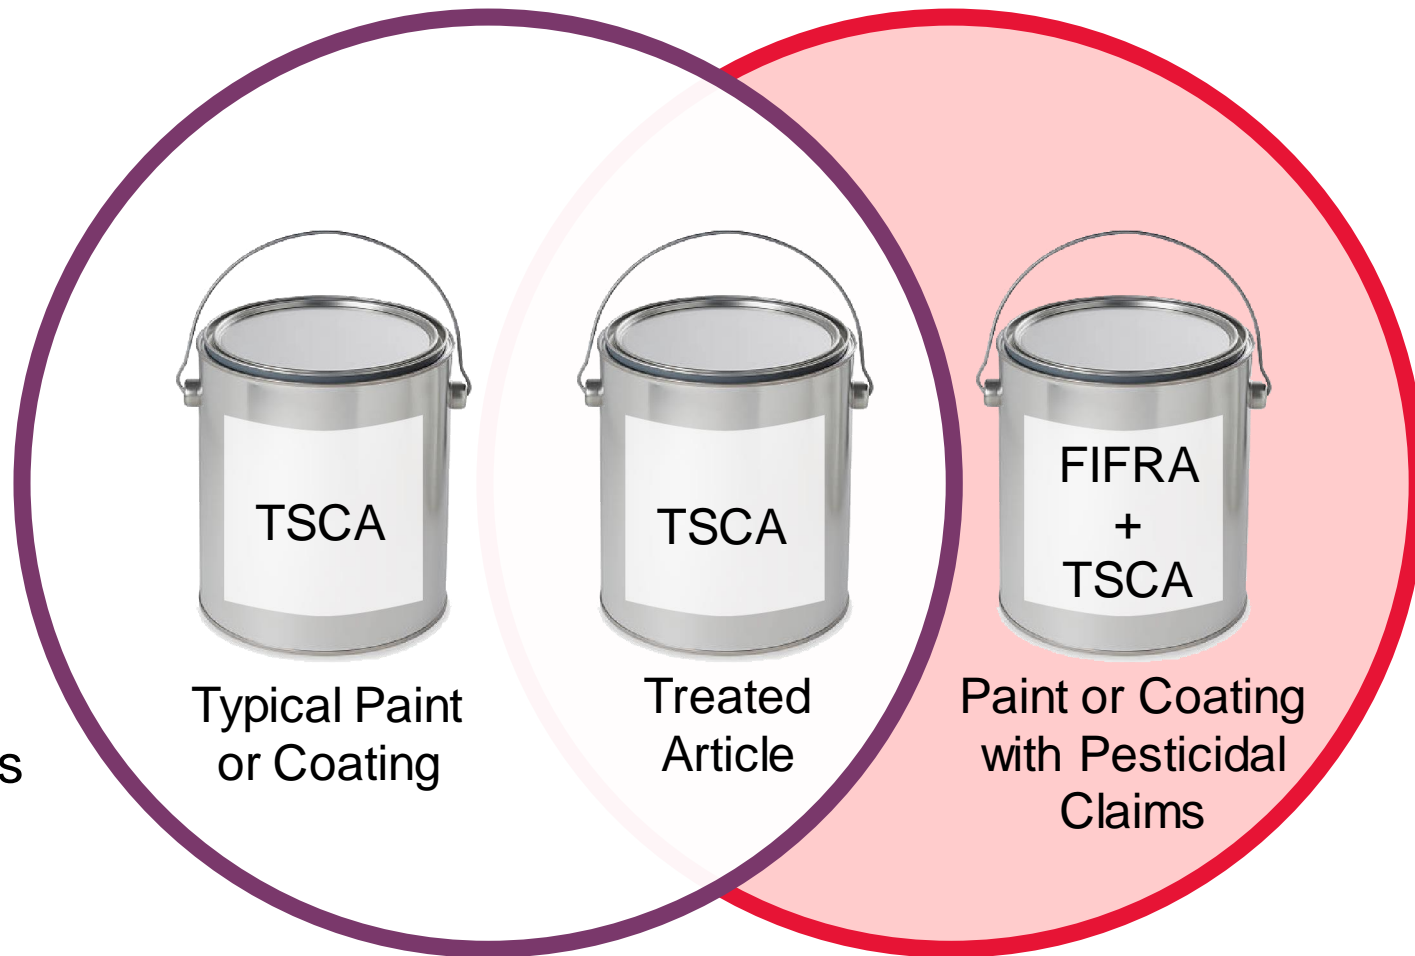 TSCA
Typical Paint
or Coating
TSCA
Treated
Article
FIFRA
+
TSCA
Paint or Coating
with Pesticidal
Claims
s